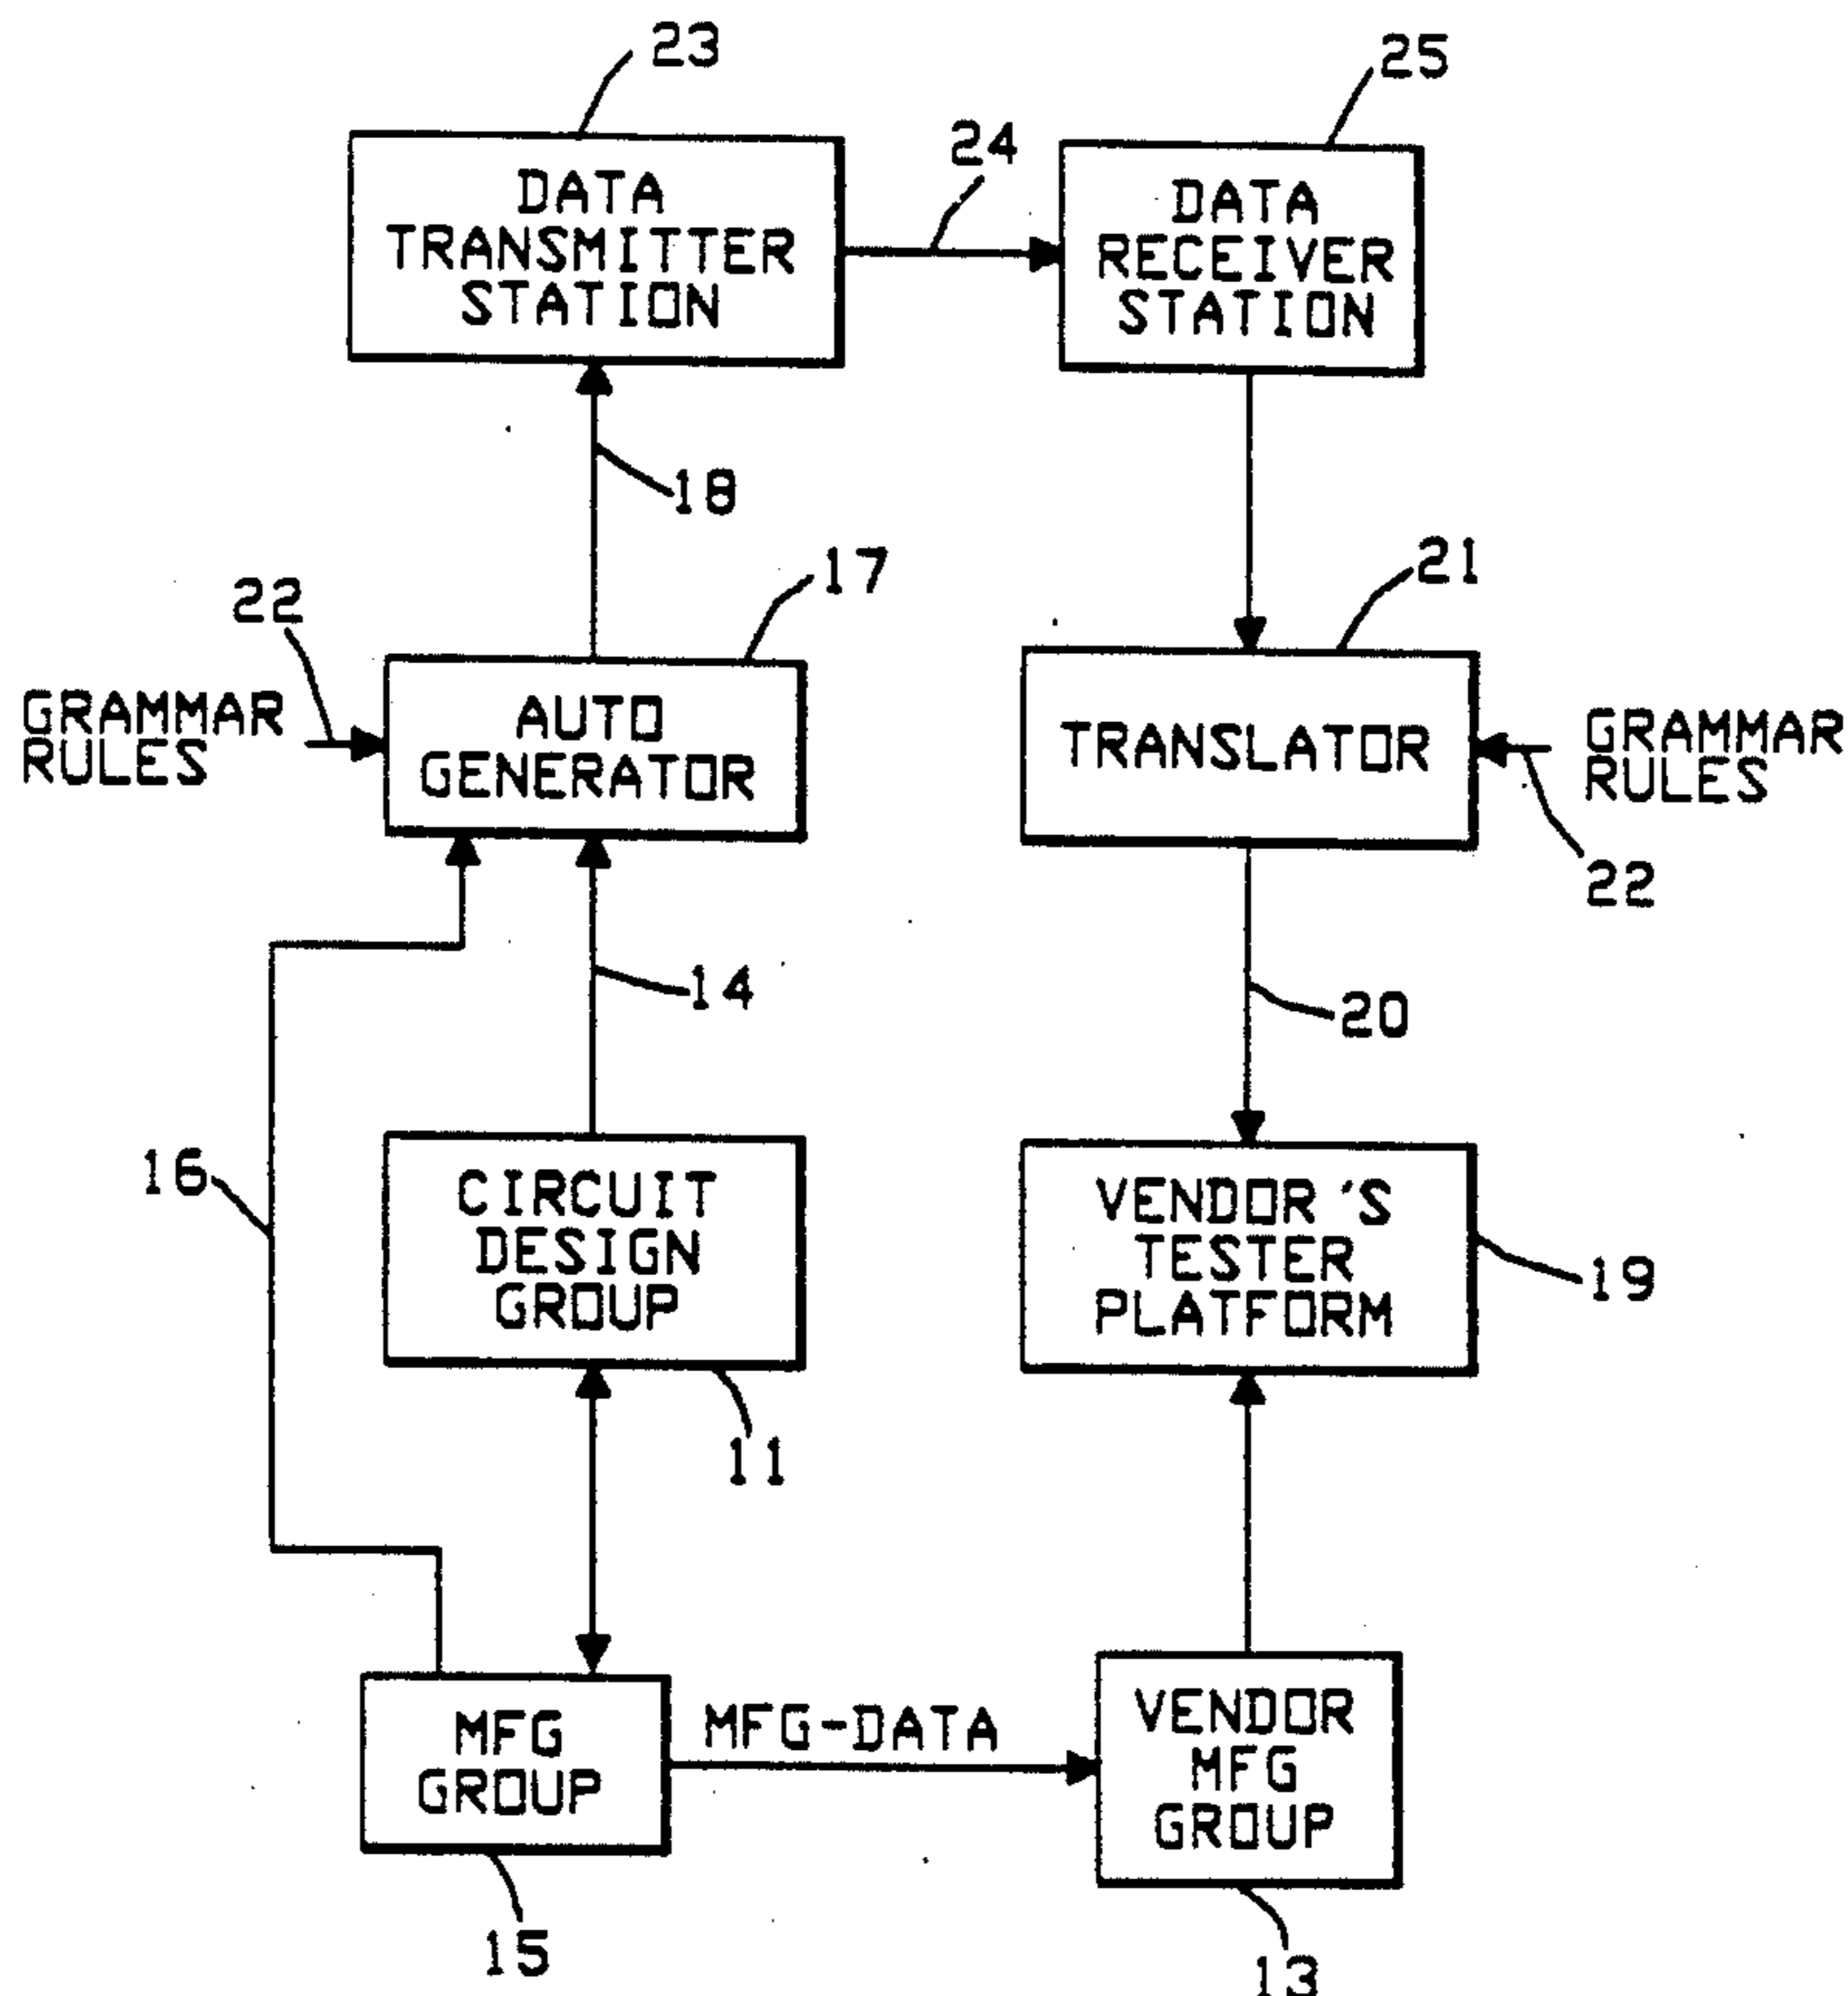 23
25
24
DATA
TRANSMITTER
STATION
DATA
RECEIVER
STATION
18
17
21
22
GRAMMAR
RULES
AUTO
GENERATOR
TRANSLATOR
GRAMMAR
RULES
22
14
20
16
CIRCUIT
DESIGN
GROUP
VENDOR'S
TESTER
PLATFORM
19
11
MFG
GROUP
MFG-DATA
VENDOR
MFG
GROUP
15
13